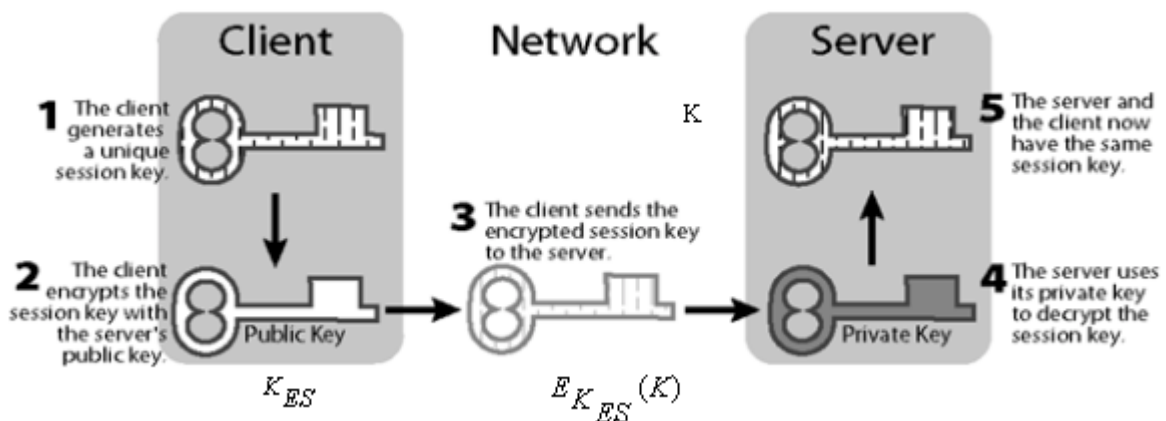 Client
Network
Server
1 The client
generates
a unique
session key.
K
5 The server and
the client now
have the same
session key.
3 The client sends the
encrypted session key
to the server.
2 The client
encrypts the
session key with
the server's
public key.
Public Key
Private Key
4 The server uses
its private key
to decrypt the
session key.
K_ES
E_K_ES (K)